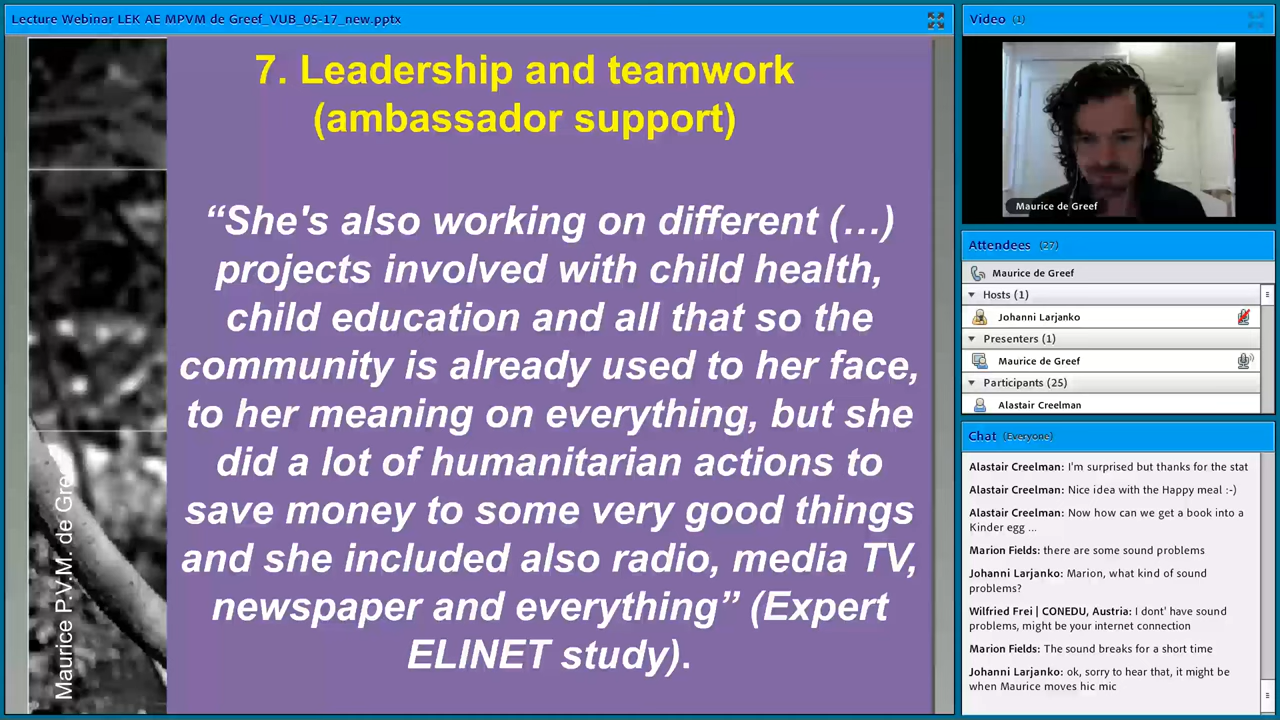 Lecture Webinar LEK AE MPVM de Greef_VUB_05-17_new.pptx
7. Leadership and teamwork
(ambassador support)
“She's also working on different (…)
projects involved with child health,
child education and all that so the
community is already used to her face,
to her meaning on everything, but she
did a lot of humanitarian actions to
save money to some very good things
and she included also radio, media TV,
newspaper and everything” (Expert
ELINET study).
Maurice P.V.M. de Gree
Video (1)
Maurice de Greef
Attendees (27)
Maurice de Greef
Hosts (1)
Johanni Larjanko
Presenters (1)
Maurice de Greef
Participants (25)
Alastair Creelman
Chat (Everyone)
Alastair Creelman: I'm surprised but thanks for the stat
Alastair Creelman: Nice idea with the Happy meal :-)
Alastair Creelman: Now how can we get a book into a
Kinder egg ...
Marion Fields: there are some sound problems
Johanni Larjanko: Marion, what kind of sound
problems?
Wilfried Frei | CONEDU, Austria: I dont' have sound
problems, might be your internet connection
Marion Fields: The sound breaks for a short time
Johanni Larjanko: ok, sorry to hear that, it might be
when Maurice moves hic mic